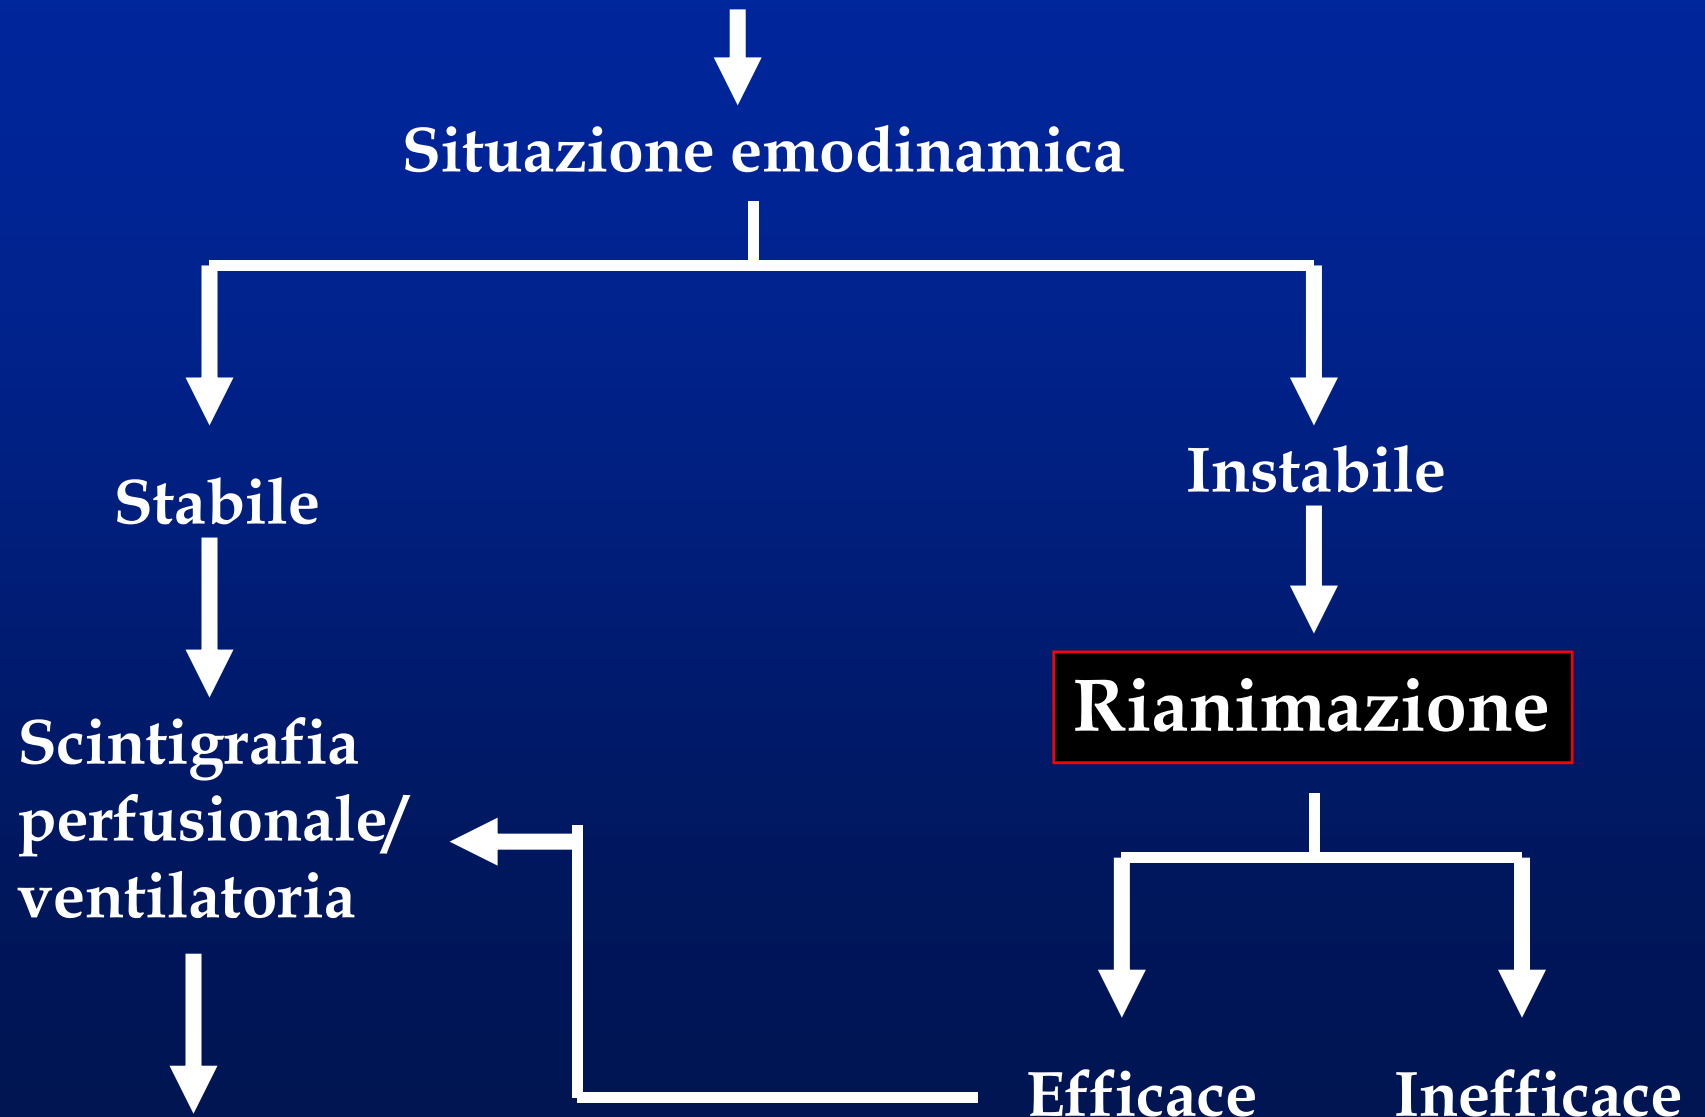 Situazione emodinamica
Stabile
Instabile
Scintigrafia
perfusionale/
ventilatoria
Rianimazione
Efficace
Inefficace